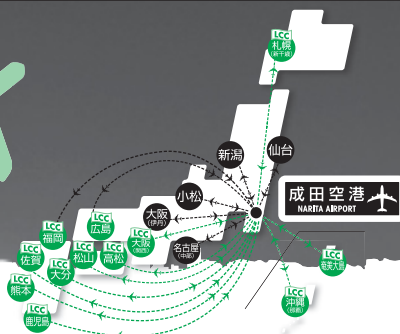 LCC
札幌
(新千歳)
新潟
仙台
小松
成田空港
NARITA AIRPORT
大阪
(伊丹)
LCC
広島
LCC
福岡
LCC
大阪
(関西)
名古屋
(中部)
LCC
佐賀
LCC
大分
LCC
松山
LCC
高松
LCC
奄美大島
LCC
熊本
LCC
沖縄
(那覇)
LCC
鹿児島